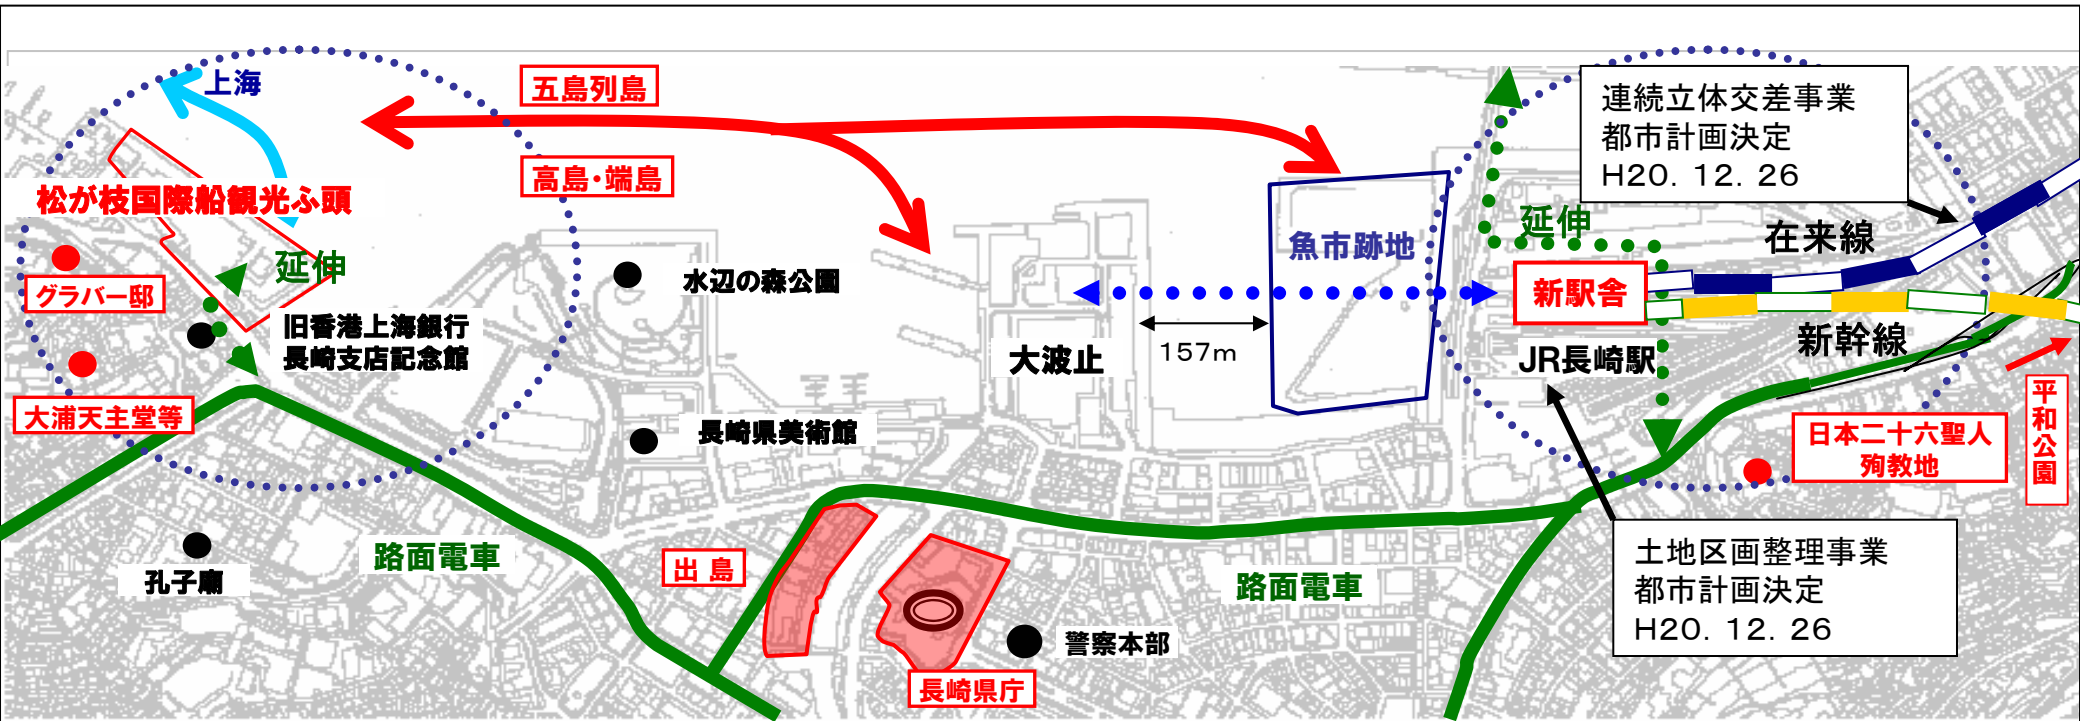 上海
五島列島
高島・端島
松が枝国際船観光ふ頭
延伸
グラバー邸
旧香港上海銀行
長崎支店記念館
大浦天主堂等
孔子廟
路面電車
水辺の森公園
長崎県美術館
出島
長崎県庁
警察本部
大波止
157m
魚市跡地
延伸
新駅舎
JR長崎駅
在来線
新幹線
連続立体交差事業
都市計画決定
H20. 12. 26
日本二十六聖人
殉教地
平和公園
路面電車
土地区画整理事業
都市計画決定
H20. 12. 26